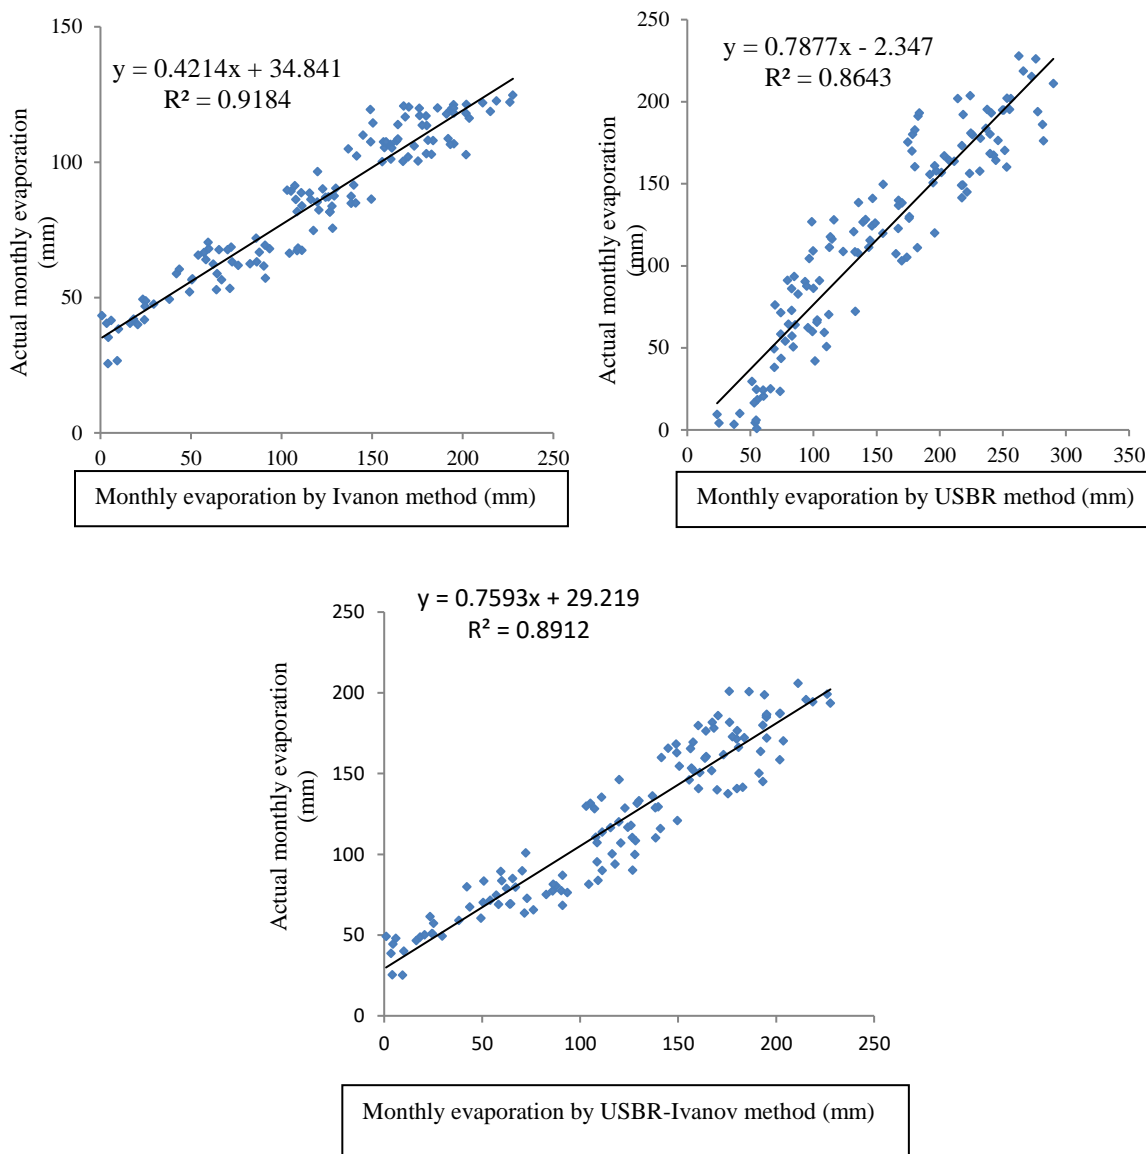 y = 0.4214x + 34.841
R² = 0.9184
Actual monthly evaporation
(mm)
150
100
50
0
0 50 100 150 200 250
Monthly evaporation by Ivanon method (mm)
y = 0.7877x - 2.347
R² = 0.8643
Actual monthly evaporation
(mm)
250
200
150
100
50
0
0 50 100 150 200 250 300 350
Monthly evaporation by USBR method (mm)
y = 0.7593x + 29.219
R² = 0.8912
Actual monthly evaporation
(mm)
250
200
150
100
50
0
0 50 100 150 200 250
Monthly evaporation by USBR-Ivanov method (mm)